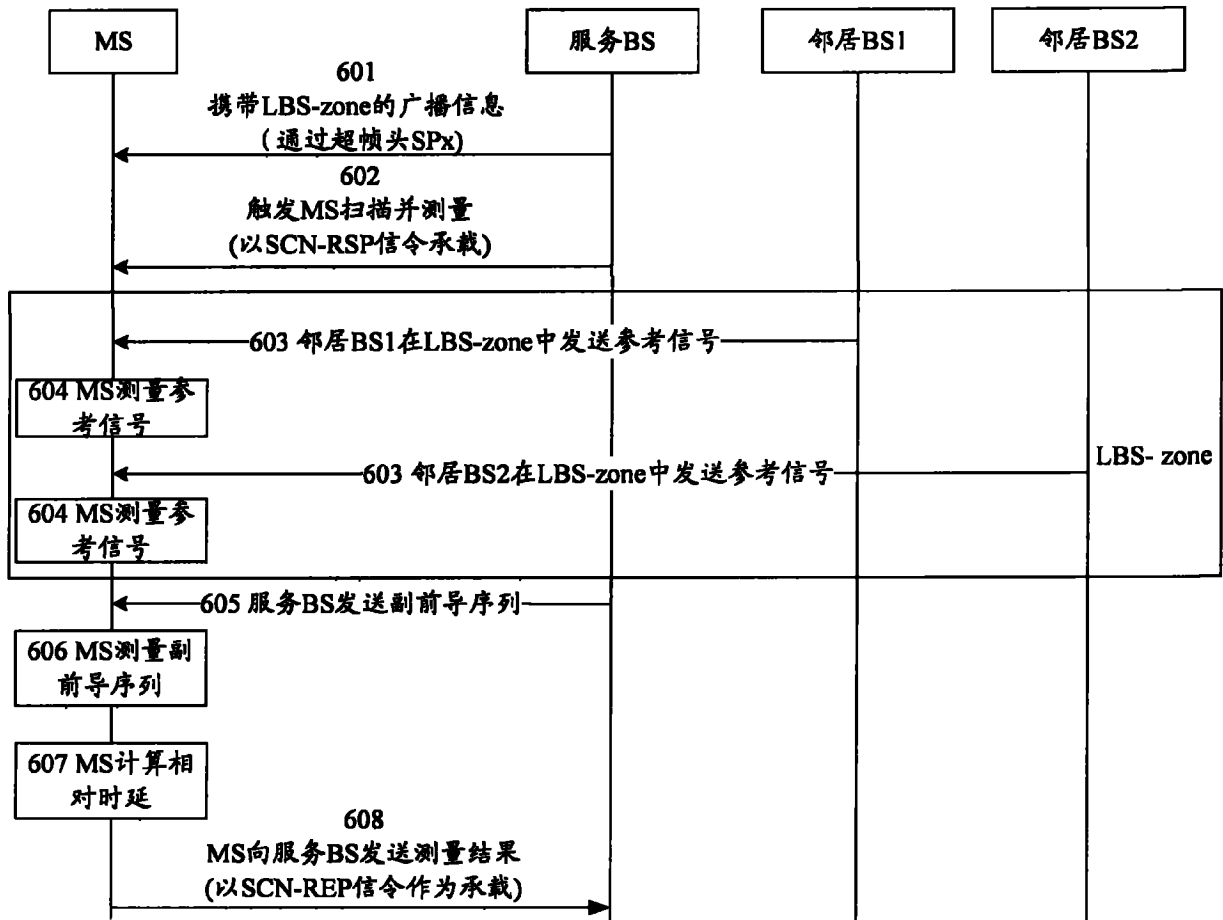 MS
服务BS
邻居BS1
邻居BS2
601
携带LBS-zone的广播信息
(通过超帧头SPx)
602
触发MS扫描并测量
(以SCN-RSP信令承载)
603 邻居BS1在LBS-zone中发送参考信号
604 MS测量参
考信号
603 邻居BS2在LBS-zone中发送参考信号
LBS- zone
604 MS测量参
考信号
605 服务BS发送副前导序列
606 MS测量副
前导序列
607 MS计算相
对时延
608
MS向服务BS发送测量结果
(以SCN-REP信令作为承载)